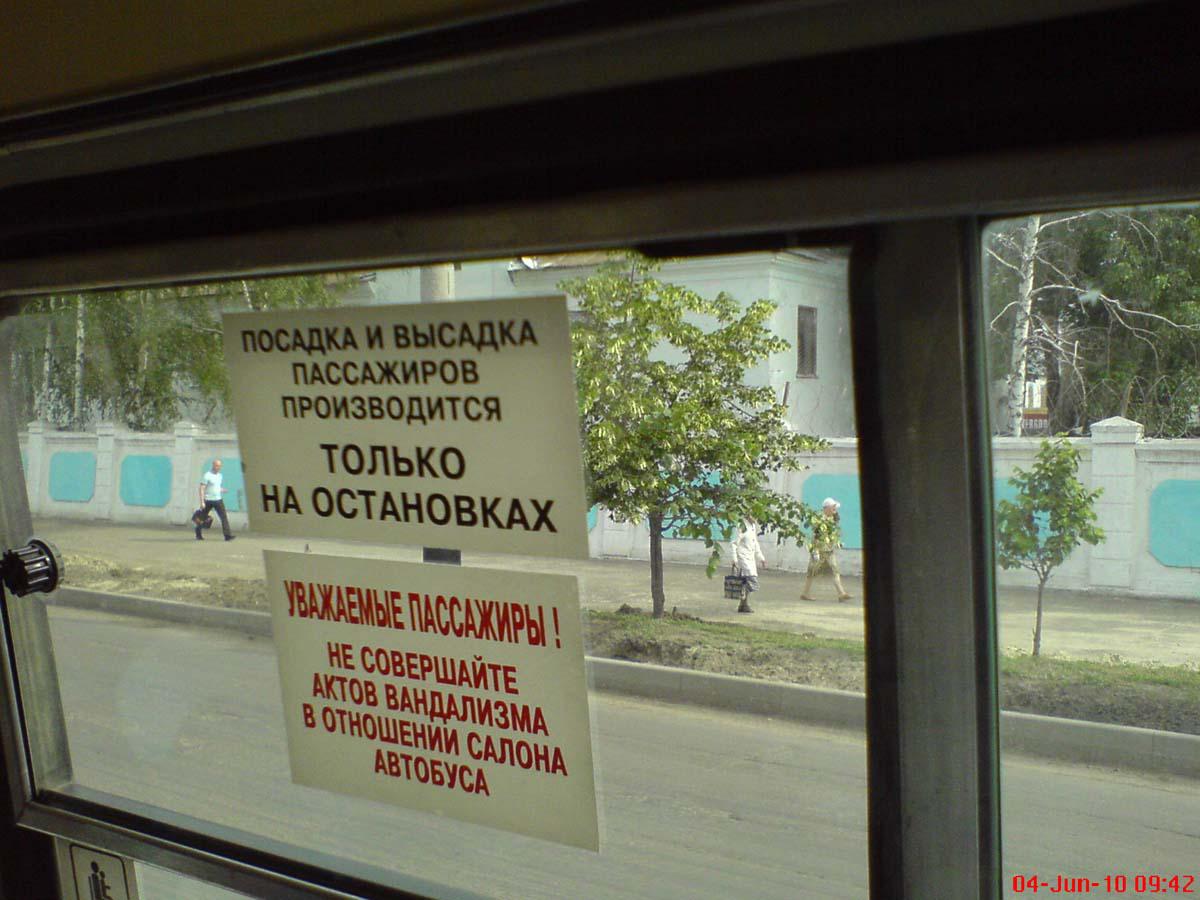 ПОСАДКА И ВЫСАДКА
ПАССАЖИРОВ
ПРОИЗВОДИТСЯ
ТОЛЬКО
НА ОСТАНОВКАХ
УВАЖАЕМЫЕ ПАССАЖИРЫ !
НЕ СОВЕРШАЙТЕ
АКТОВ ВАНДАЛИЗМА
В ОТНОШЕНИИ САЛОНА
АВТОБУСА
04-Jun-10 09:42